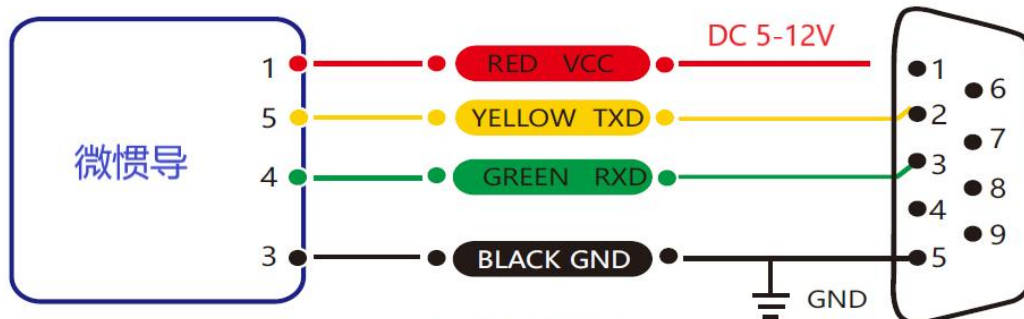 DC 5-12V
1 RED VCC 1
6
5 YELLOW TXD 2
7
微惯导
4 GREEN RXD 3
8
4
9
3 BLACK GND 5
GND